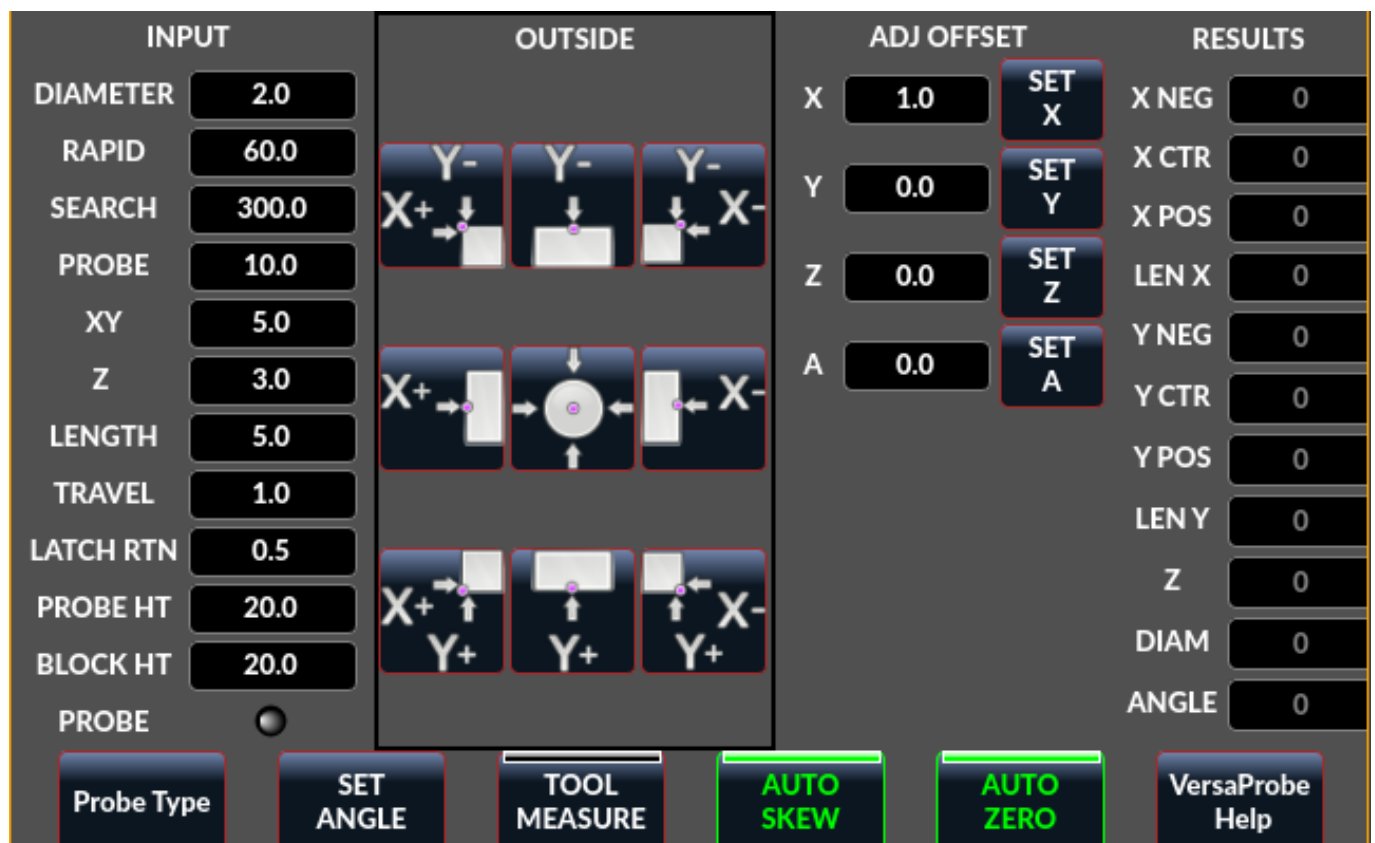 INPUT
DIAMETER 2.0
RAPID 60.0
SEARCH 300.0
PROBE 10.0
XY 5.0
Z 3.0
LENGTH 5.0
TRAVEL 1.0
LATCH RTN 0.5
PROBE HT 20.0
BLOCK HT 20.0
PROBE
OUTSIDE
Y-
X+
Y-
Y-
X-
X+
X-
X+
Y+
Y+
X-
Y+
ADJ OFFSET
X 1.0 SET
X
Y 0.0 SET
Y
Z 0.0 SET
Z
A 0.0 SET
A
RESULTS
X NEG 0
X CTR 0
X POS 0
LEN X 0
Y NEG 0
Y CTR 0
Y POS 0
LEN Y 0
Z 0
DIAM 0
ANGLE 0
Probe Type
SET
ANGLE
TOOL
MEASURE
AUTO
SKEW
AUTO
ZERO
VersaProbe
Help